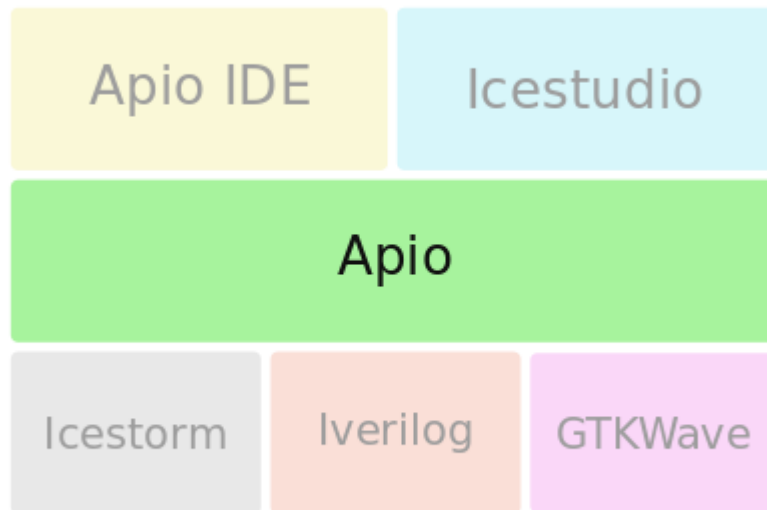 Apio IDE
Icestudio
Apio
Icestorm
Iverilog
GTKWave